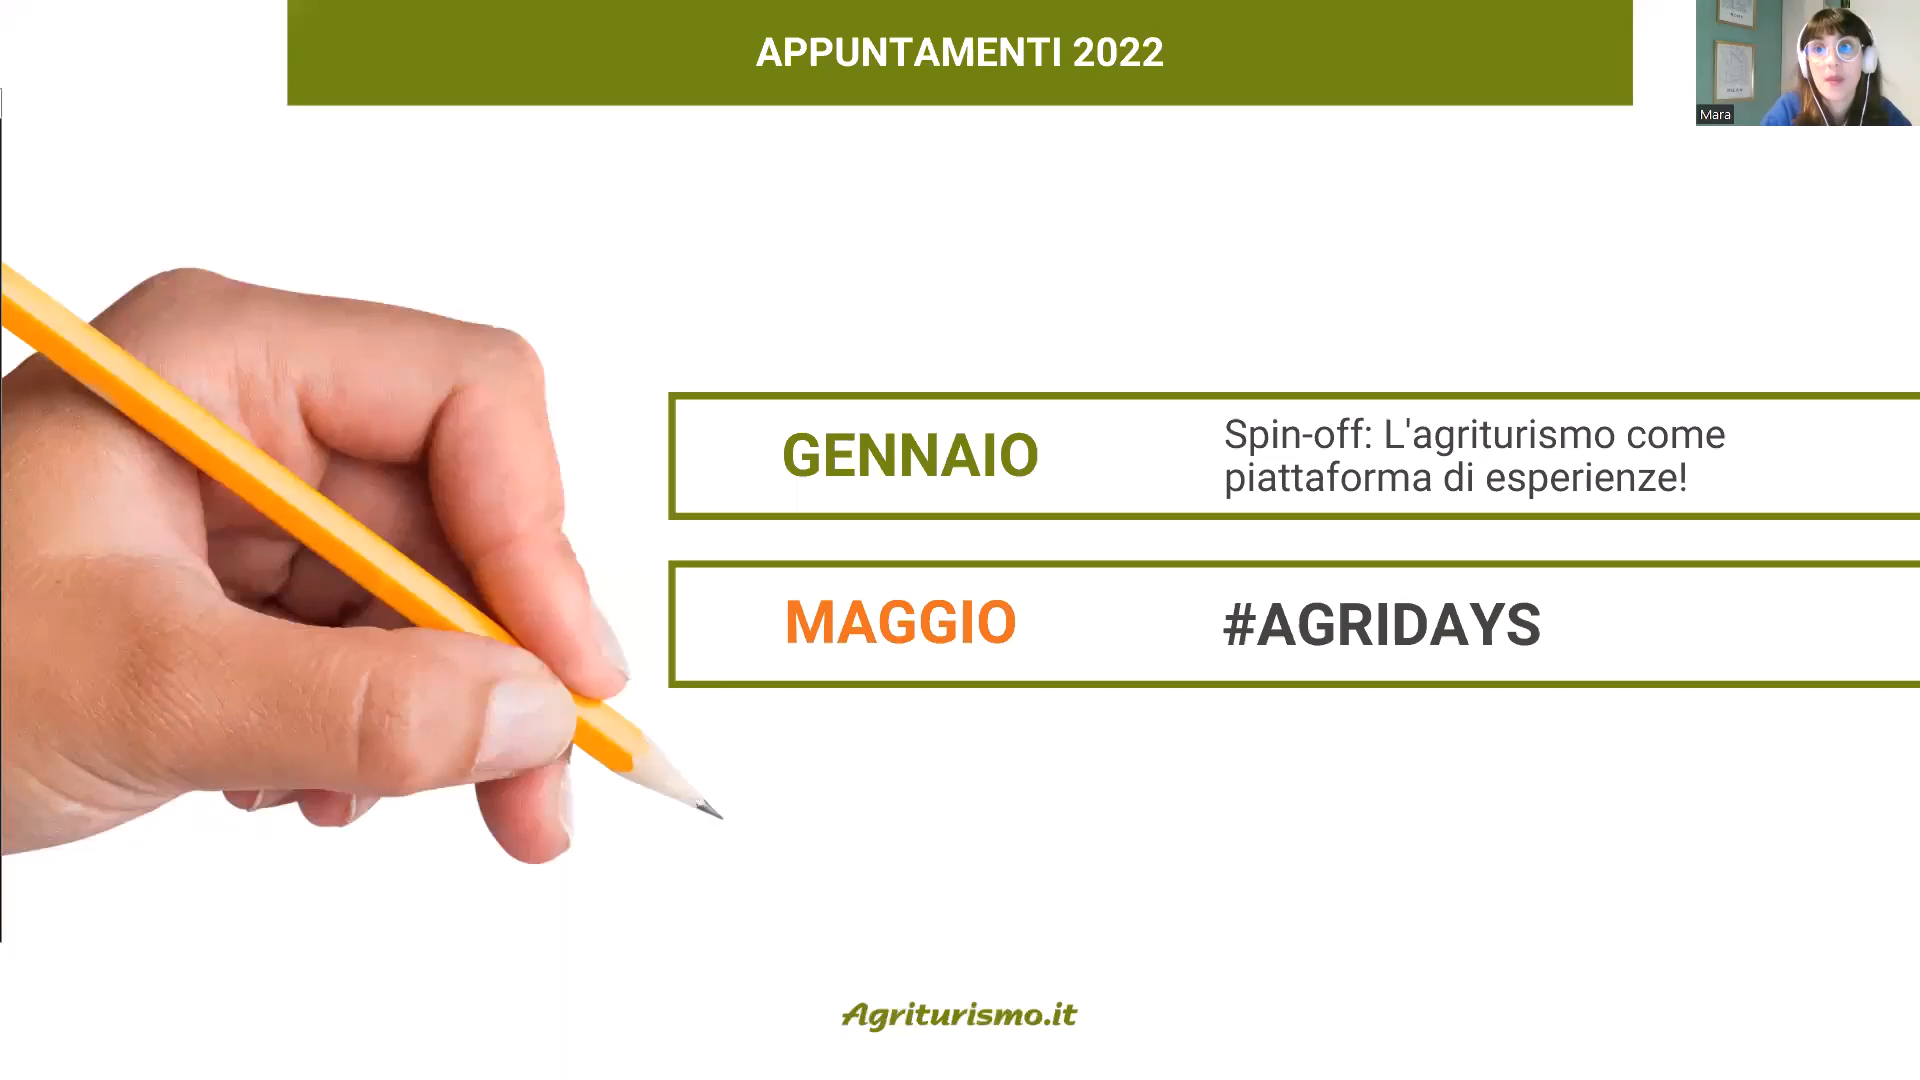 APPUNTAMENTI 2022
Mara
GENNAIO
Spin-off: L'agriturismo come
piattaforma di esperienze!
MAGGIO
#AGRIDAYS
Agriturismo.it